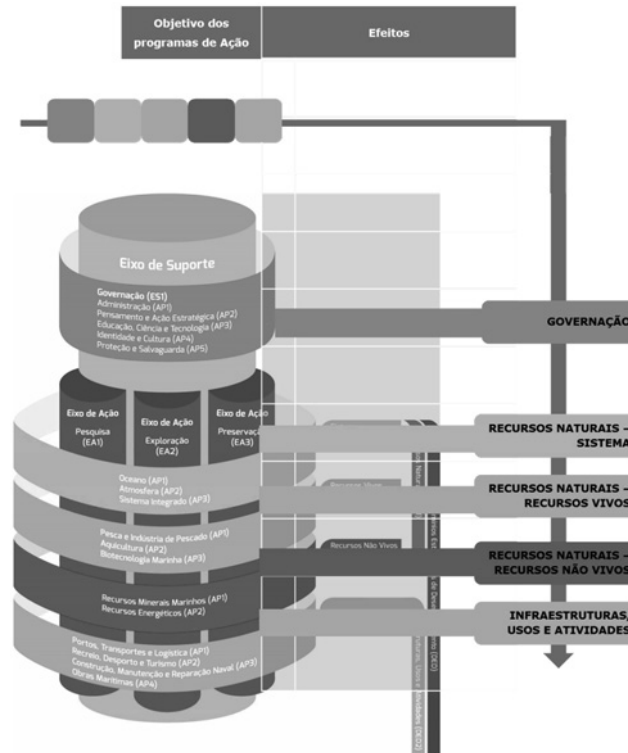 Objetivo dos
programas de Ação
Efeitos
Eixo de Suporte
Governação (ES1)
Administração (AP1)
Pensamento e Ação Estratégica (AP2)
Educação, Ciência e Tecnologia (AP3)
Identidade e Cultura (AP4)
Proteção e Salvaguarda (AP5)
GOVERNAÇÃO
Eixo de Ação
Pesquisa
(EA1)
Eixo de Ação
Exploração
(EA2)
Eixo de Ação
Preservação
(EA3)
RECURSOS NATURAIS –
SISTEMA
Oceano (AP1)
Atmosfera (AP2)
Sistema Integrado (AP3)
Recursos Vivos
RECURSOS NATURAIS –
RECURSOS VIVOS
Pesca e Indústria de Pescado (AP1)
Aquicultura (AP2)
Biotecnologia Marinha (AP3)
Recursos Não Vivos
RECURSOS NATURAIS –
RECURSOS NÃO VIVOS
Recursos Minerais Marinhos (AP1)
Recursos Energéticos (AP2)
INFRAESTRUTURAS,
USOS E ATIVIDADES
Portos, Transportes e Logística (AP1)
Recreio, Desporto e Turismo (AP2)
Construção, Manutenção e Reparação Naval (AP3)
Obras Marítimas (AP4)